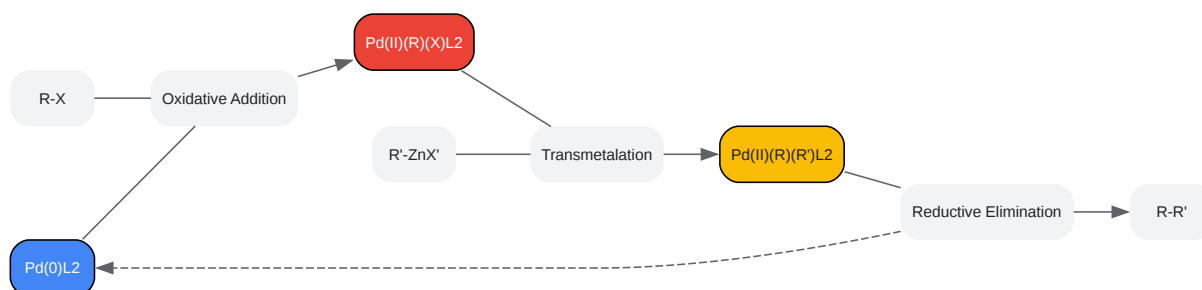 Pd(II)(R)(X)L2
R-X
Oxidative Addition
R'-ZnX'
Transmetalation
Pd(II)(R)(R')L2
Reductive Elimination
R-R'
Pd(0)L2